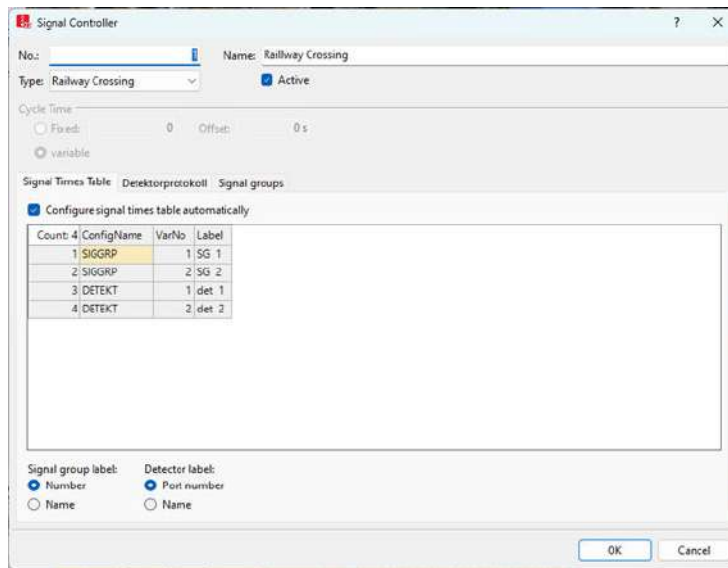 Signal Controller ? ×
No.: 1 Name: Raillway Crossing
Type: Railway Crossing Active
Cycle Time
Fixed: 0 Offset: 0 s
variable
Signal Times Table Detektorprotokoll Signal groups
Configure signal times table automatically
Count: 4 ConfigName VarNo Label
1 SIGGRP 1 SG 1
2 SIGGRP 2 SG 2
3 DETEKT 1 det 1
4 DETEKT 2 det 2
Signal group label: Detector label:
Number Port number
Name Name
OK Cancel